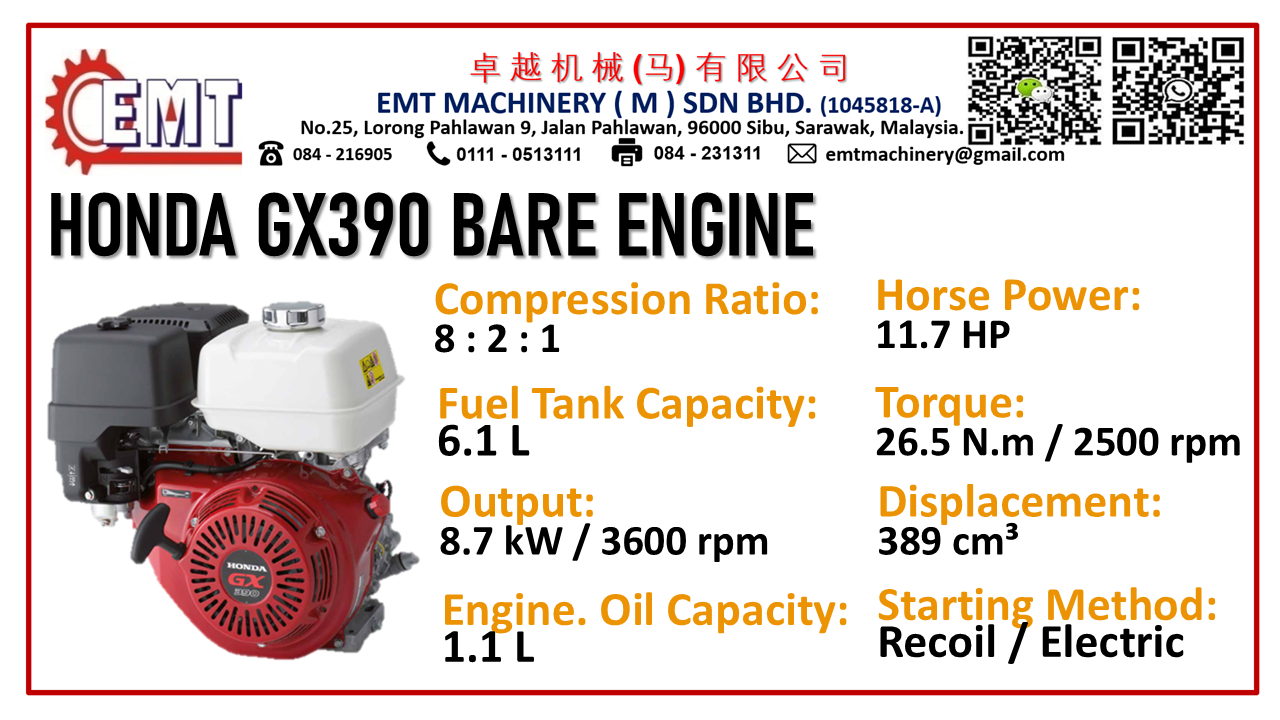 EMT
卓越机械(马)有限公司
EMT MACHINERY ( M ) SDN BHD. (1045818-A)
No.25, Lorong Pahlawan 9, Jalan Pahlawan, 96000 Sibu, Sarawak, Malaysia.
084 - 216905 0111 - 0513111 084 - 231311 emtmachinery@gmail.com
HONDA GX390 BARE ENGINE
Compression Ratio:
8 : 2 : 1
Horse Power:
11.7 HP
Fuel Tank Capacity:
6.1 L
Torque:
26.5 N.m / 2500 rpm
Output:
8.7 kW / 3600 rpm
Displacement:
389 cm³
Engine. Oil Capacity:
1.1 L
Starting Method:
Recoil / Electric
HONDA
GX
390